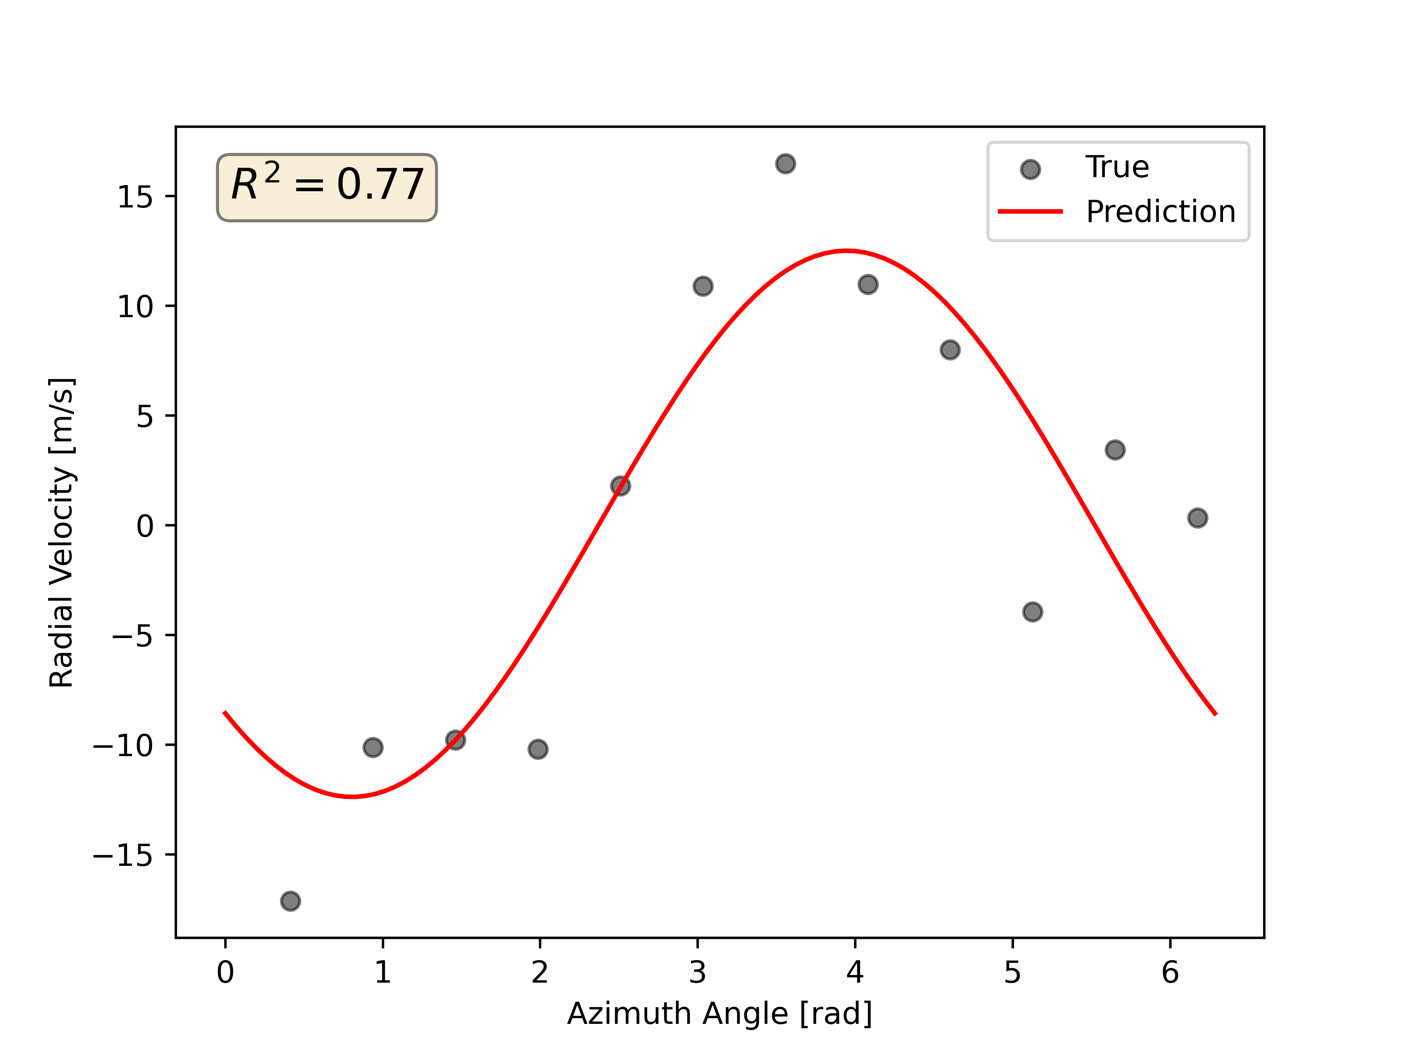 R² = 0.77
True
Prediction
15
10
5
0
−5
−10
−15
Radial Velocity [m/s]
0 1 2 3 4 5 6
Azimuth Angle [rad]